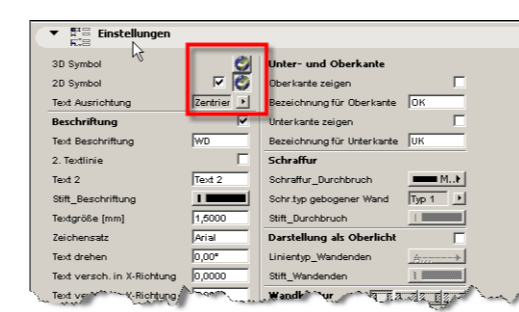 Einstellungen
3D Symbol
2D Symbol
Text Ausrichtung Zentrier
Beschriftung
Text Beschriftung WD
2. Textlinie
Text 2 Text 2
Stift_Beschriftung 1
Textgröße [mm] 1,5000
Zeichensatz Arial
Text drehen 0,00°
Text versch. in X-Richtung 0,0000
Unter- und Oberkante
Oberkante zeigen
Bezeichnung für Oberkante OK
Unterkante zeigen
Bezeichnung für Unterkante UK
Schraffur
Schraffur_Durchbruch M..
Schr.typ gebogener Wand Typ 1
Stift_Durchbruch 1
Darstellung als Oberlicht
Linientyp_Wandenden
Stift_Wandenden 1